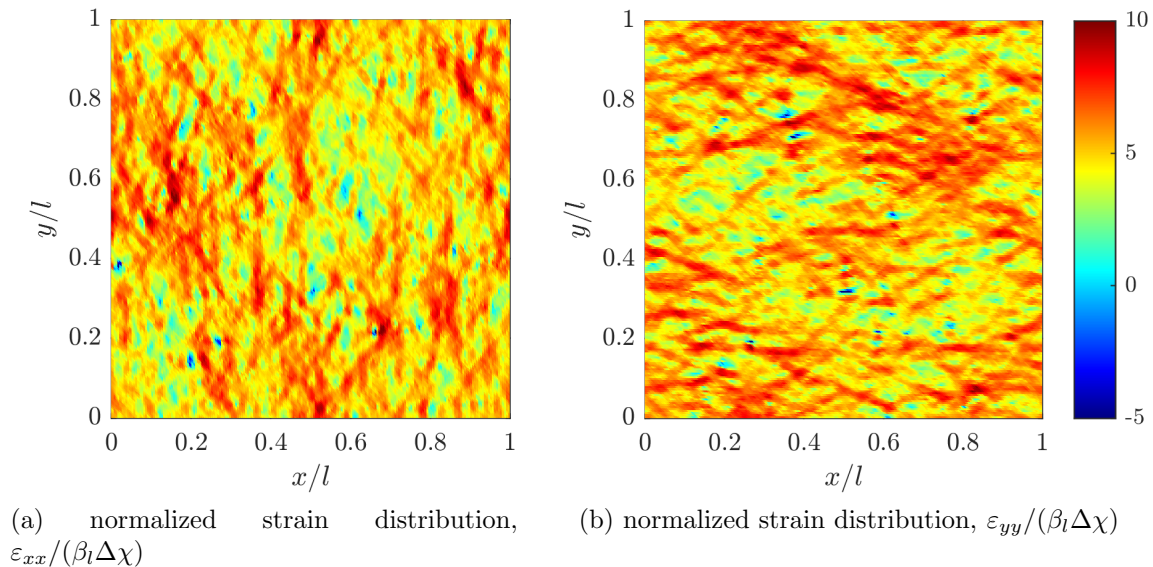 1
0.8
0.6
0.4
0.2
0
y/l
0 0.2 0.4 0.6 0.8 1
x/l
1
0.8
0.6
0.4
0.2
0
y/l
0 0.2 0.4 0.6 0.8 1
x/l
10
5
0
-5
(a) normalized strain distribution,
εxx/(βlΔχ)
(b) normalized strain distribution, εyy/(βlΔχ)